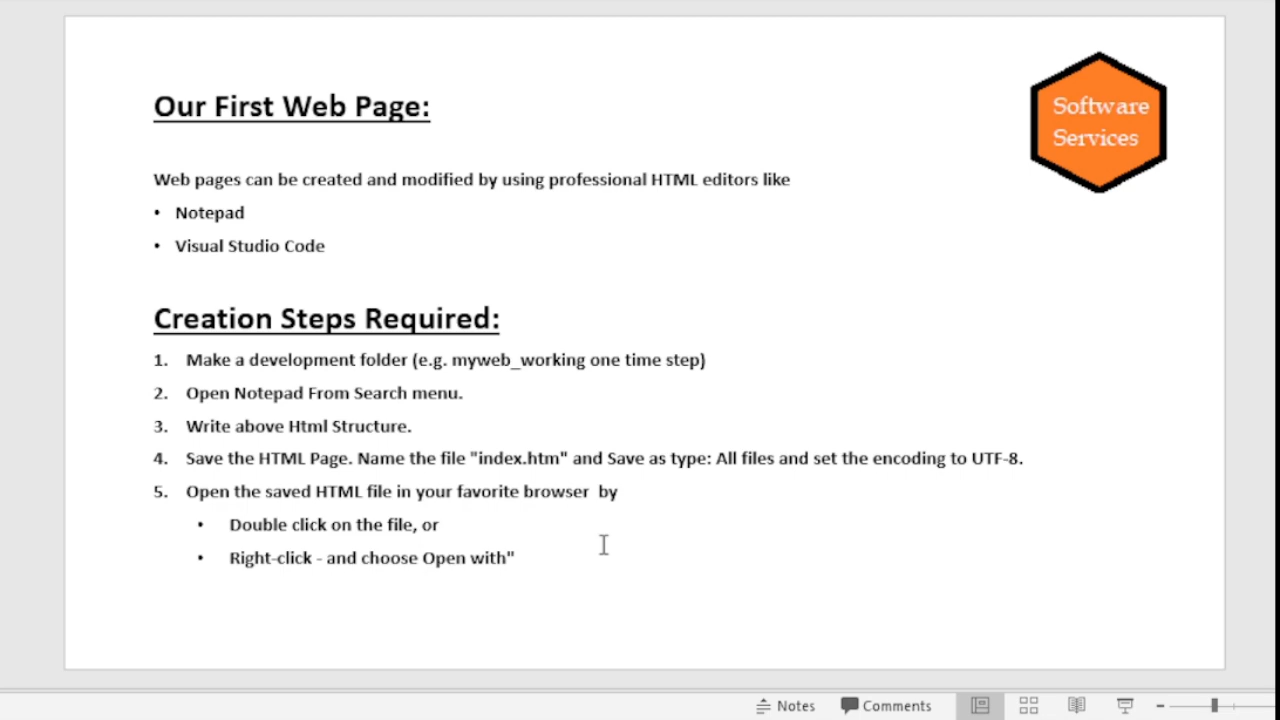 Our First Web Page:
Software
Services
Web pages can be created and modified by using professional HTML editors like
• Notepad
• Visual Studio Code
Creation Steps Required:
1. Make a development folder (e.g. myweb_working one time step)
2. Open Notepad From Search menu.
3. Write above Html Structure.
4. Save the HTML Page. Name the file "index.htm" and Save as type: All files and set the encoding to UTF-8.
5. Open the saved HTML file in your favorite browser  by
• Double click on the file, or
• Right-click - and choose Open with"
Notes Comments